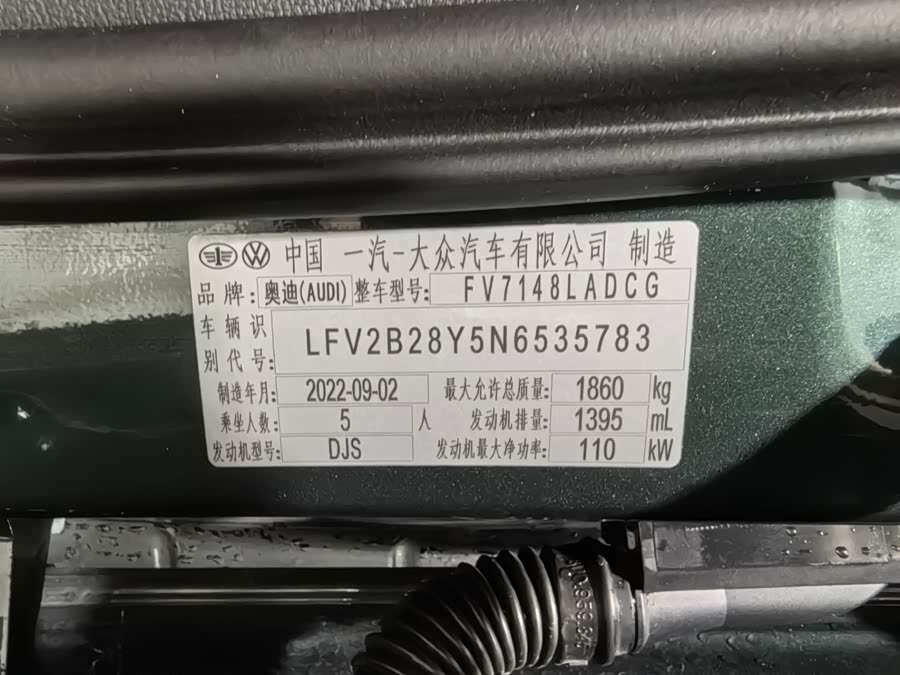 中国 一汽-大众汽车有限公司 制造
品牌: 奥迪(AUDI) 整车型号: FV7148LADCG
车辆识别代号: LFV2B28Y5N6535783
制造年月: 2022-09-02 最大允许总质量: 1860 kg
乘坐人数: 5 人 发动机排量: 1395 mL
发动机型号: DJS 发动机最大净功率: 110 kW